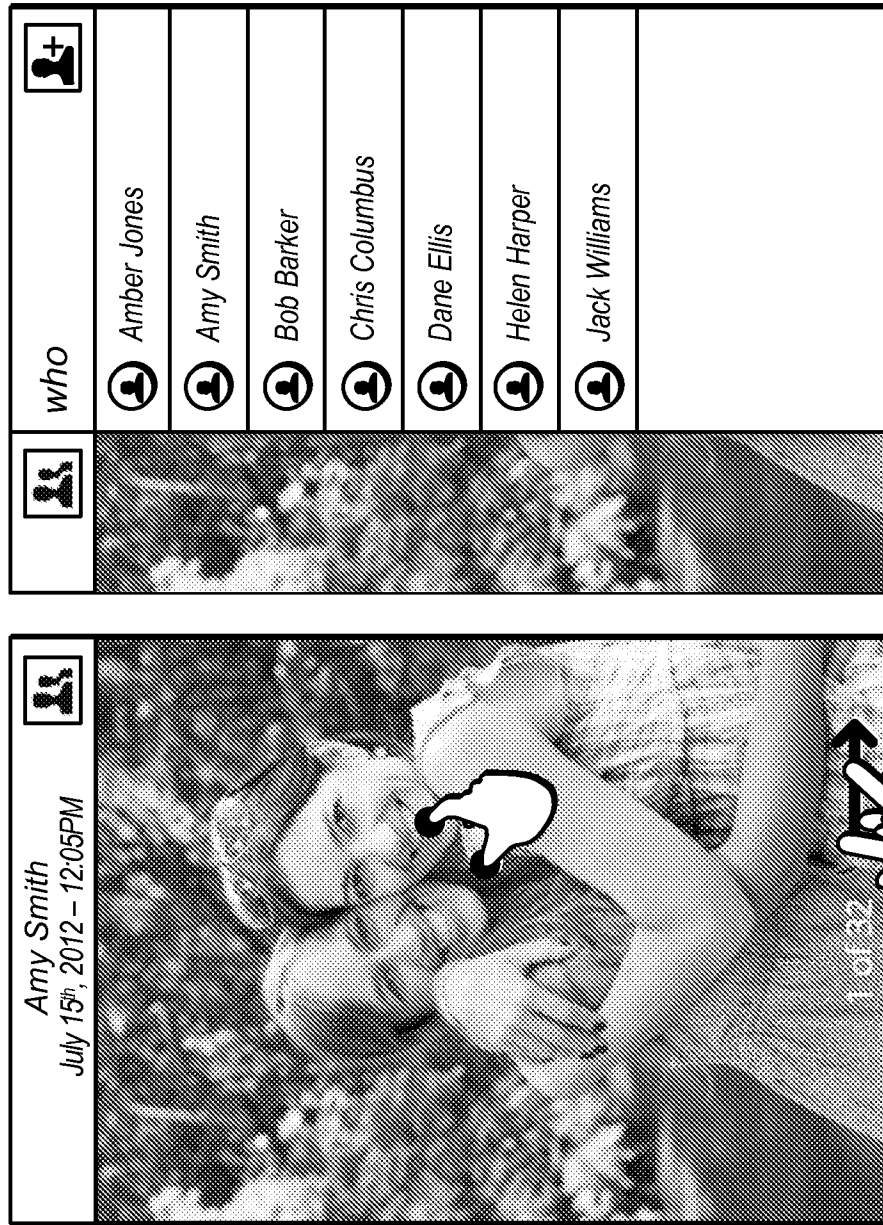 Amy Smith
July 15th, 2012 – 12:05PM
1 of 32
who
Amber Jones
Amy Smith
Bob Barker
Chris Columbus
Dane Ellis
Helen Harper
Jack Williams